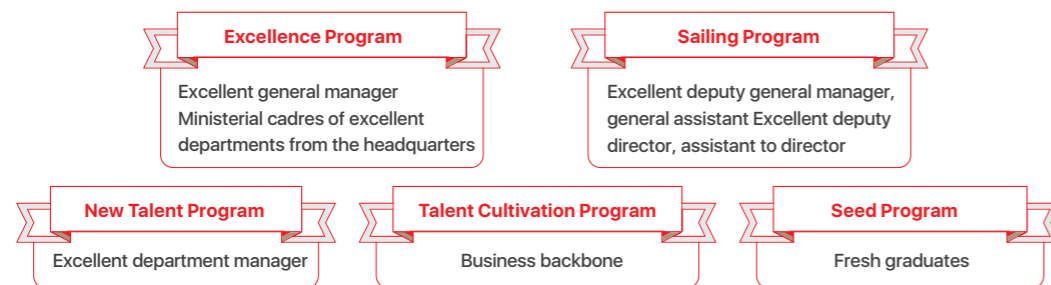 Excellence Program
Excellent general manager
Ministerial cadres of excellent
departments from the headquarters
Sailing Program
Excellent deputy general manager,
general assistant Excellent deputy
director, assistant to director
New Talent Program
Excellent department manager
Talent Cultivation Program
Business backbone
Seed Program
Fresh graduates